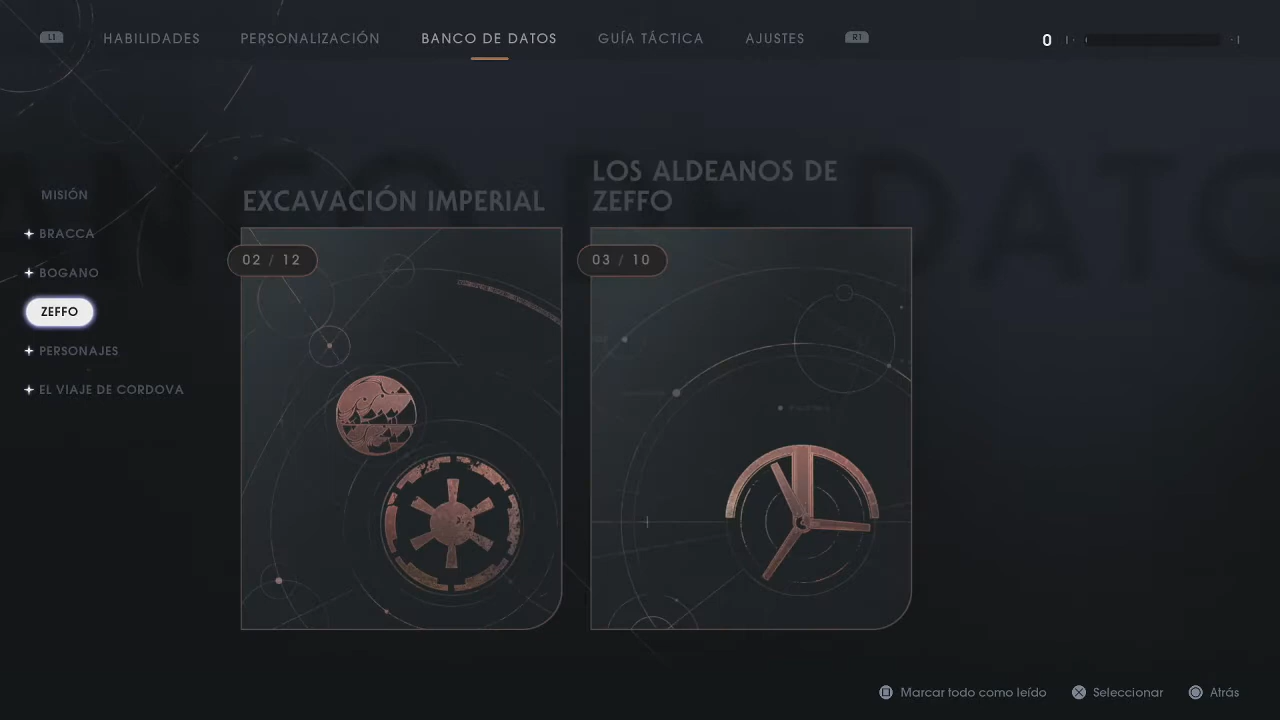 L1 HABILIDADES PERSONALIZACIÓN BANCO DE DATOS GUÍA TÁCTICA AJUSTES R1 0
MISIÓN
BRACCA
BOGANO
ZEFFO
PERSONAJES
EL VIAJE DE CORDOVA
EXCAVACIÓN IMPERIAL
02 / 12
LOS ALDEANOS DE
ZEFFO
03 / 10
Marcar todo como leído Seleccionar Atrás